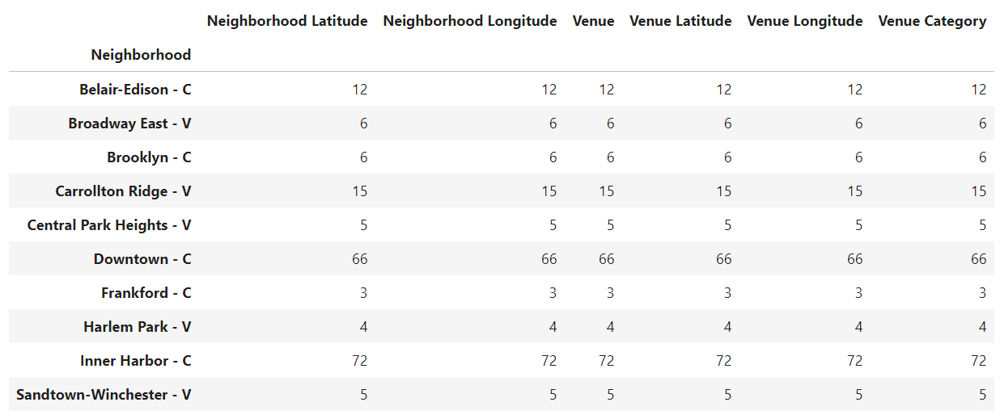 Neighborhood Latitude Neighborhood Longitude Venue Venue Latitude Venue Longitude Venue Category
Neighborhood
Belair-Edison - C 12 12 12 12 12 12
Broadway East - V 6 6 6 6 6 6
Brooklyn - C 6 6 6 6 6 6
Carrollton Ridge - V 15 15 15 15 15 15
Central Park Heights - V 5 5 5 5 5 5
Downtown - C 66 66 66 66 66 66
Frankford - C 3 3 3 3 3 3
Harlem Park - V 4 4 4 4 4 4
Inner Harbor - C 72 72 72 72 72 72
Sandtown-Winchester - V 5 5 5 5 5 5